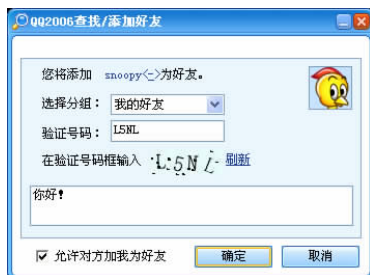 QQ2006查找/添加好友
您将添加 snoopy<-)为好友。
选择分组： 我的好友
验证号码： L5NL
在验证号码框输入 L5NL 刷新
你好！
允许对方加我为好友 确定 取消